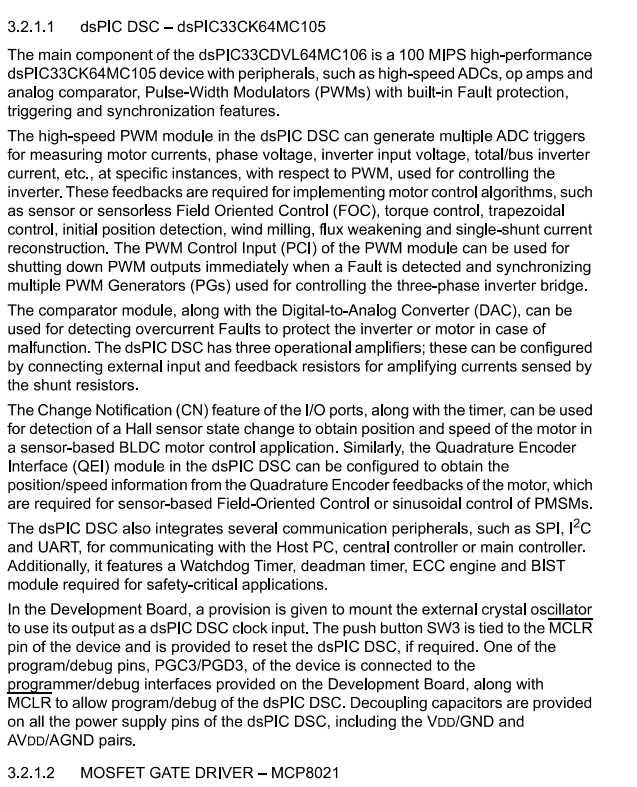 3.2.1.1 dsPIC DSC – dsPIC33CK64MC105
The main component of the dsPIC33CDVL64MC106 is a 100 MIPS high-performance
dsPIC33CK64MC105 device with peripherals, such as high-speed ADCs, op amps and
analog comparator, Pulse-Width Modulators (PWMs) with built-in Fault protection,
triggering and synchronization features.
The high-speed PWM module in the dsPIC DSC can generate multiple ADC triggers
for measuring motor currents, phase voltage, inverter input voltage, total/bus inverter
current, etc., at specific instances, with respect to PWM, used for controlling the
inverter. These feedbacks are required for implementing motor control algorithms, such
as sensor or sensorless Field Oriented Control (FOC), torque control, trapezoidal
control, initial position detection, wind milling, flux weakening and single-shunt current
reconstruction. The PWM Control Input (PCI) of the PWM module can be used for
shutting down PWM outputs immediately when a Fault is detected and synchronizing
multiple PWM Generators (PGs) used for controlling the three-phase inverter bridge.
The comparator module, along with the Digital-to-Analog Converter (DAC), can be
used for detecting overcurrent Faults to protect the inverter or motor in case of
malfunction. The dsPIC DSC has three operational amplifiers; these can be configured
by connecting external input and feedback resistors for amplifying currents sensed by
the shunt resistors.
The Change Notification (CN) feature of the I/O ports, along with the timer, can be used
for detection of a Hall sensor state change to obtain position and speed of the motor in
a sensor-based BLDC motor control application. Similarly, the Quadrature Encoder
Interface (QEI) module in the dsPIC DSC can be configured to obtain the
position/speed information from the Quadrature Encoder feedbacks of the motor, which
are required for sensor-based Field-Oriented Control or sinusoidal control of PMSMs.
The dsPIC DSC also integrates several communication peripherals, such as SPI, I²C
and UART, for communicating with the Host PC, central controller or main controller.
Additionally, it features a Watchdog Timer, deadman timer, ECC engine and BIST
module required for safety-critical applications.
In the Development Board, a provision is given to mount the external crystal oscillator
to use its output as a dsPIC DSC clock input. The push button SW3 is tied to the MCLR
pin of the device and is provided to reset the dsPIC DSC, if required. One of the
program/debug pins, PGC3/PGD3, of the device is connected to the
programmer/debug interfaces provided on the Development Board, along with
MCLR to allow program/debug of the dsPIC DSC. Decoupling capacitors are provided
on all the power supply pins of the dsPIC DSC, including the VDD/GND and
AVDD/AGND pairs.
3.2.1.2 MOSFET GATE DRIVER – MCP8021